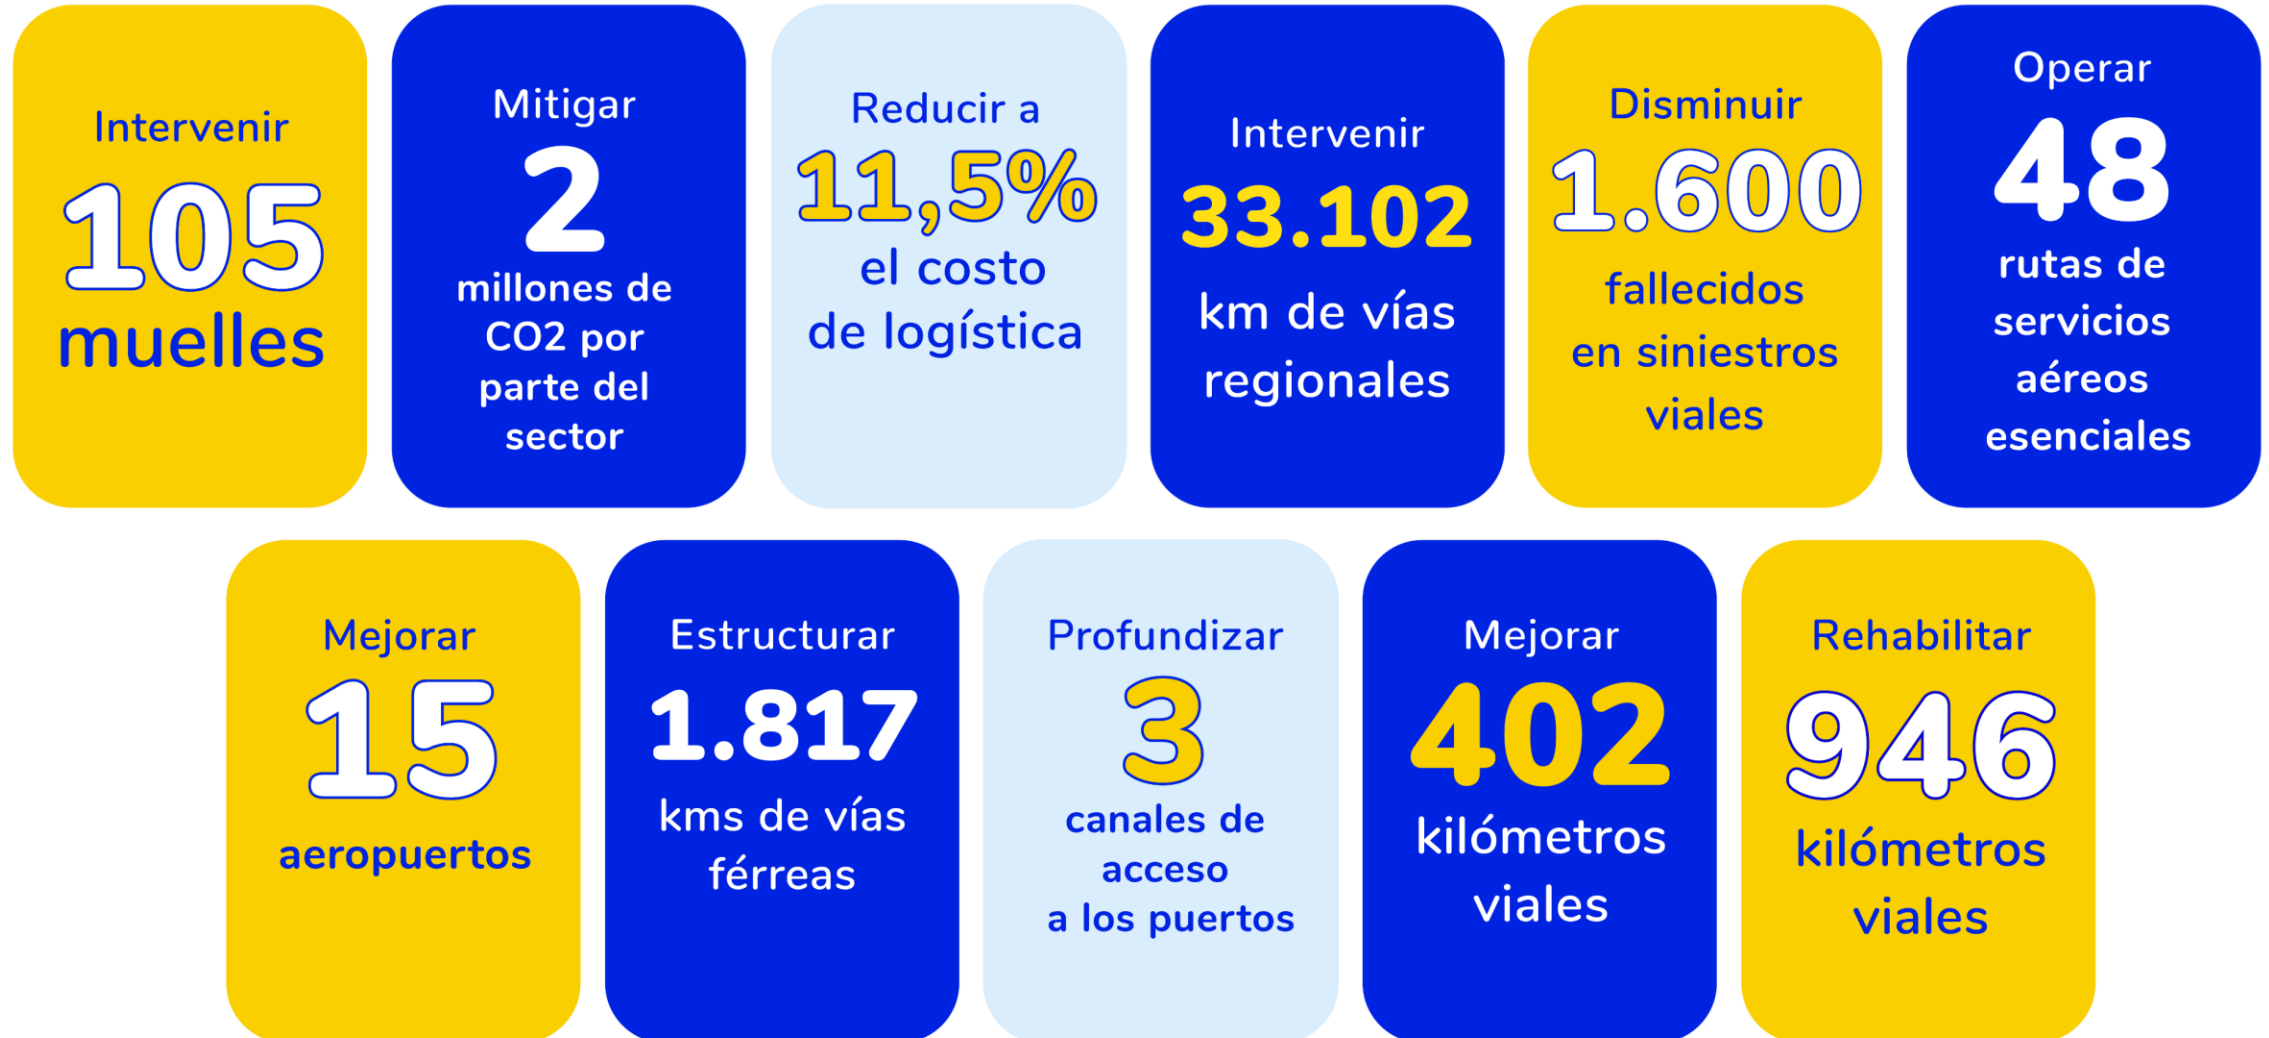 Intervenir
105
muelles
Mitigar
2
millones de
CO2 por
parte del
sector
Reducir a
11,5%
el costo
de logística
Intervenir
33.102
km de vías
regionales
Disminuir
1.600
fallecidos
en siniestros
viales
Operar
48
rutas de
servicios
aéreos
esenciales
Mejorar
15
aeropuertos
Estructurar
1.817
kms de vías
férreas
Profundizar
3
canales de
acceso
a los puertos
Mejorar
402
kilómetros
viales
Rehabilitar
946
kilómetros
viales